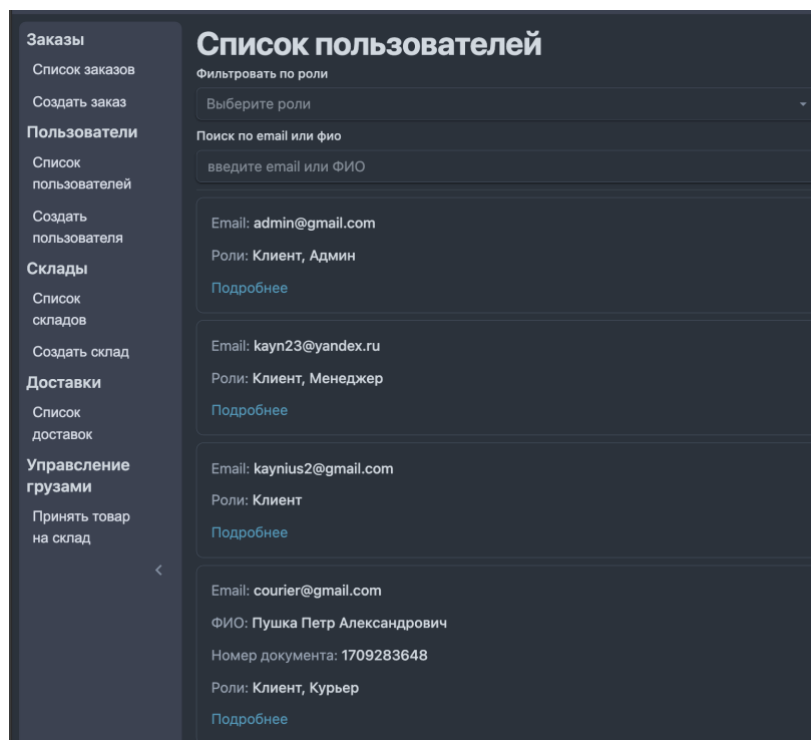 Заказы
Список заказов
Создать заказ
Пользователи
Список
пользователей
Создать
пользователя
Склады
Список
складов
Создать склад
Доставки
Список
доставок
Управсление
грузами
Принять товар
на склад
Список пользователей
Фильтровать по роли
Выберите роли
Поиск по email или фио
введите email или ФИО
Email: admin@gmail.com
Роли: Клиент, Админ
Подробнее
Email: kayn23@yandex.ru
Роли: Клиент, Менеджер
Подробнее
Email: kaynius2@gmail.com
Роли: Клиент
Подробнее
Email: courier@gmail.com
ФИО: Пушка Петр Александрович
Номер документа: 1709283648
Роли: Клиент, Курьер
Подробнее